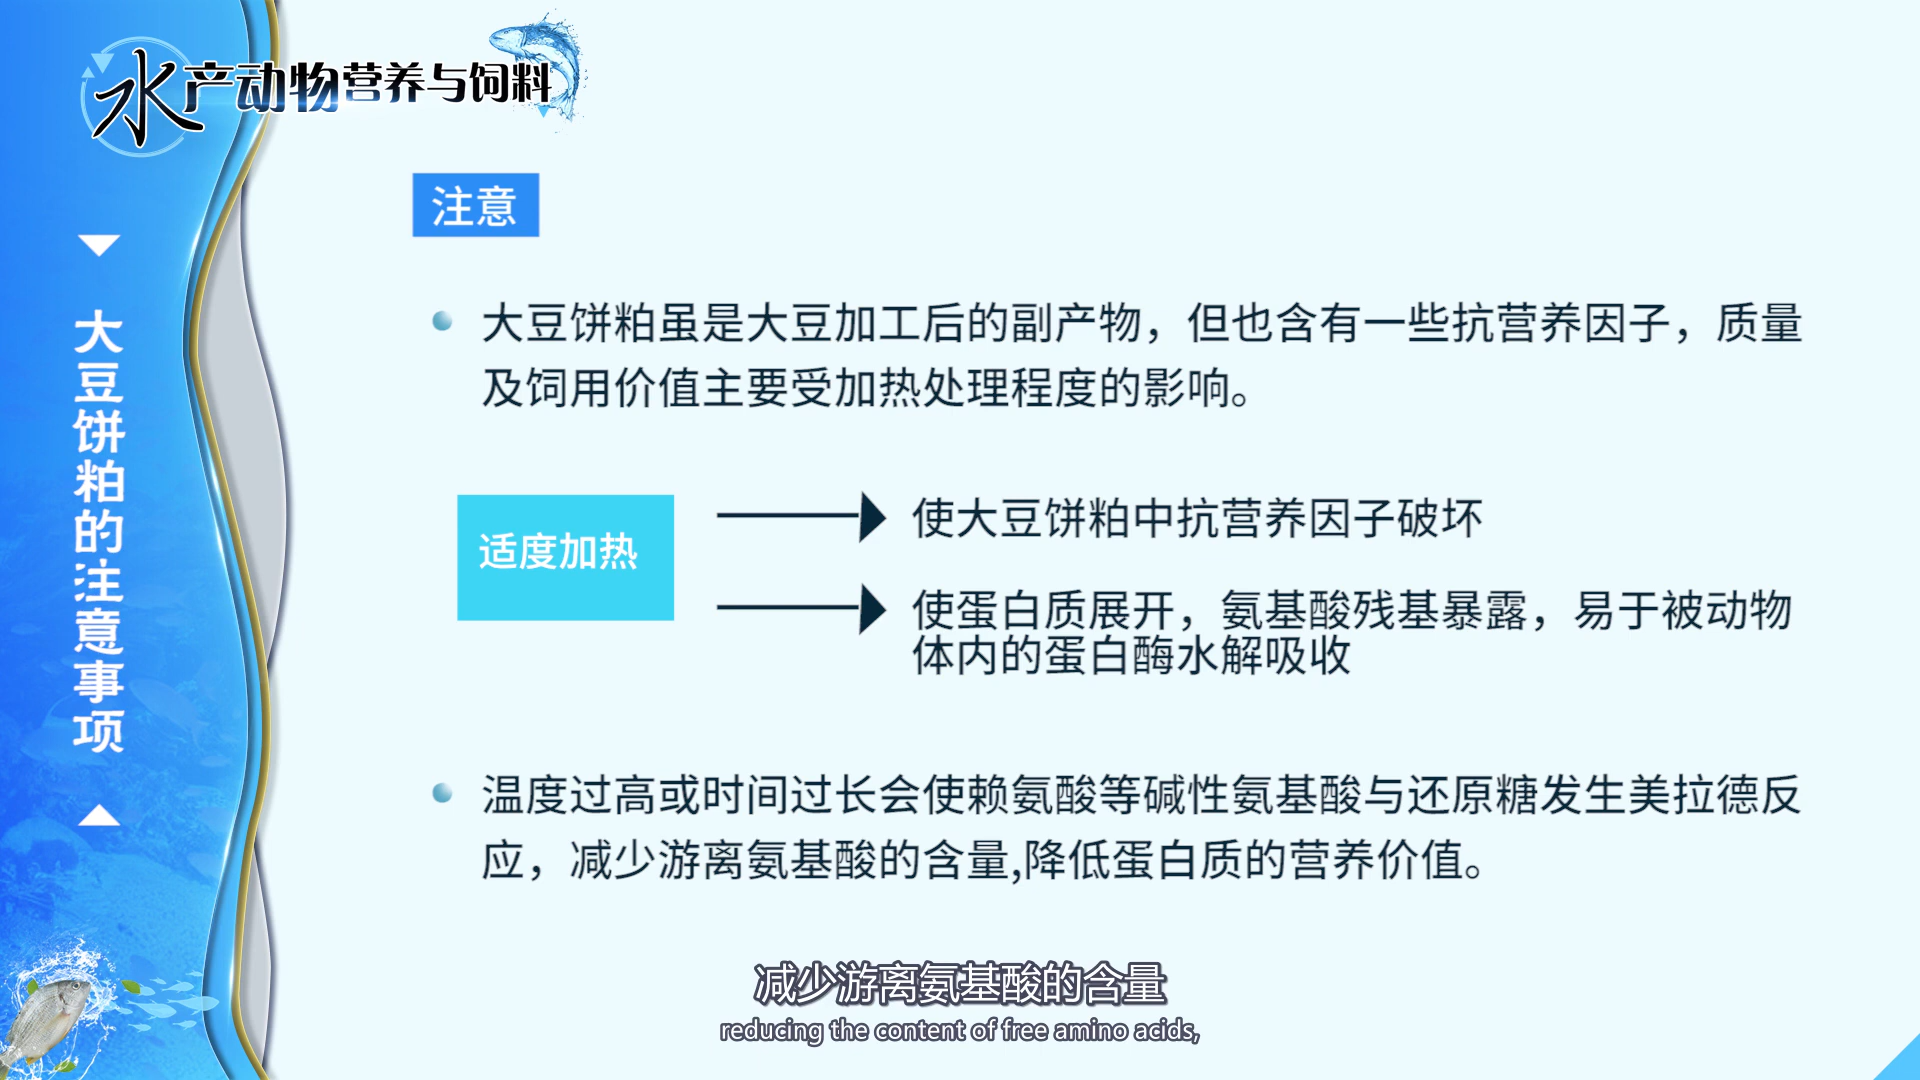 水产动物营养与饲料
大豆饼粕的注意事项
注意
大豆饼粕虽是大豆加工后的副产物，但也含有一些抗营养因子，质量
及饲用价值主要受加热处理程度的影响。
适度加热
使大豆饼粕中抗营养因子破坏
使蛋白质展开，氨基酸残基暴露，易于被动物
体内的蛋白酶水解吸收
温度过高或时间过长会使赖氨酸等碱性氨基酸与还原糖发生美拉德反
应，减少游离氨基酸的含量,降低蛋白质的营养价值。
减少游离氨基酸的含量
reducing the content of free amino acids,